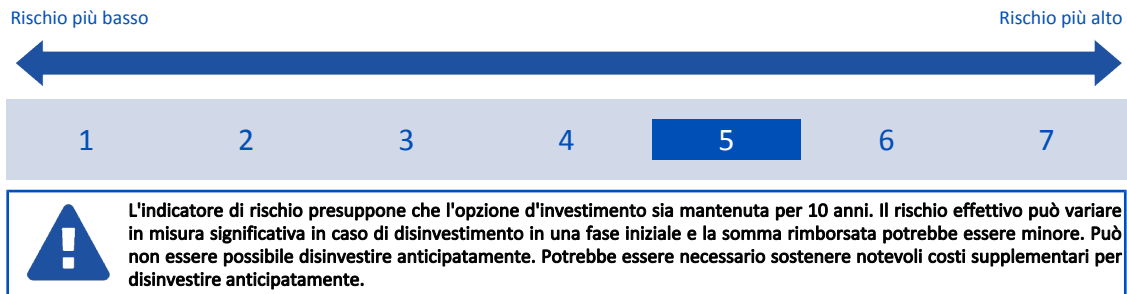 Rischio più basso Rischio più alto
1 2 3 4 5 6 7
L'indicatore di rischio presuppone che l'opzione d'investimento sia mantenuta per 10 anni. Il rischio effettivo può variare
in misura significativa in caso di disinvestimento in una fase iniziale e la somma rimborsata potrebbe essere minore. Può
non essere possibile disinvestire anticipatamente. Potrebbe essere necessario sostenere notevoli costi supplementari per
disinvestire anticipatamente.